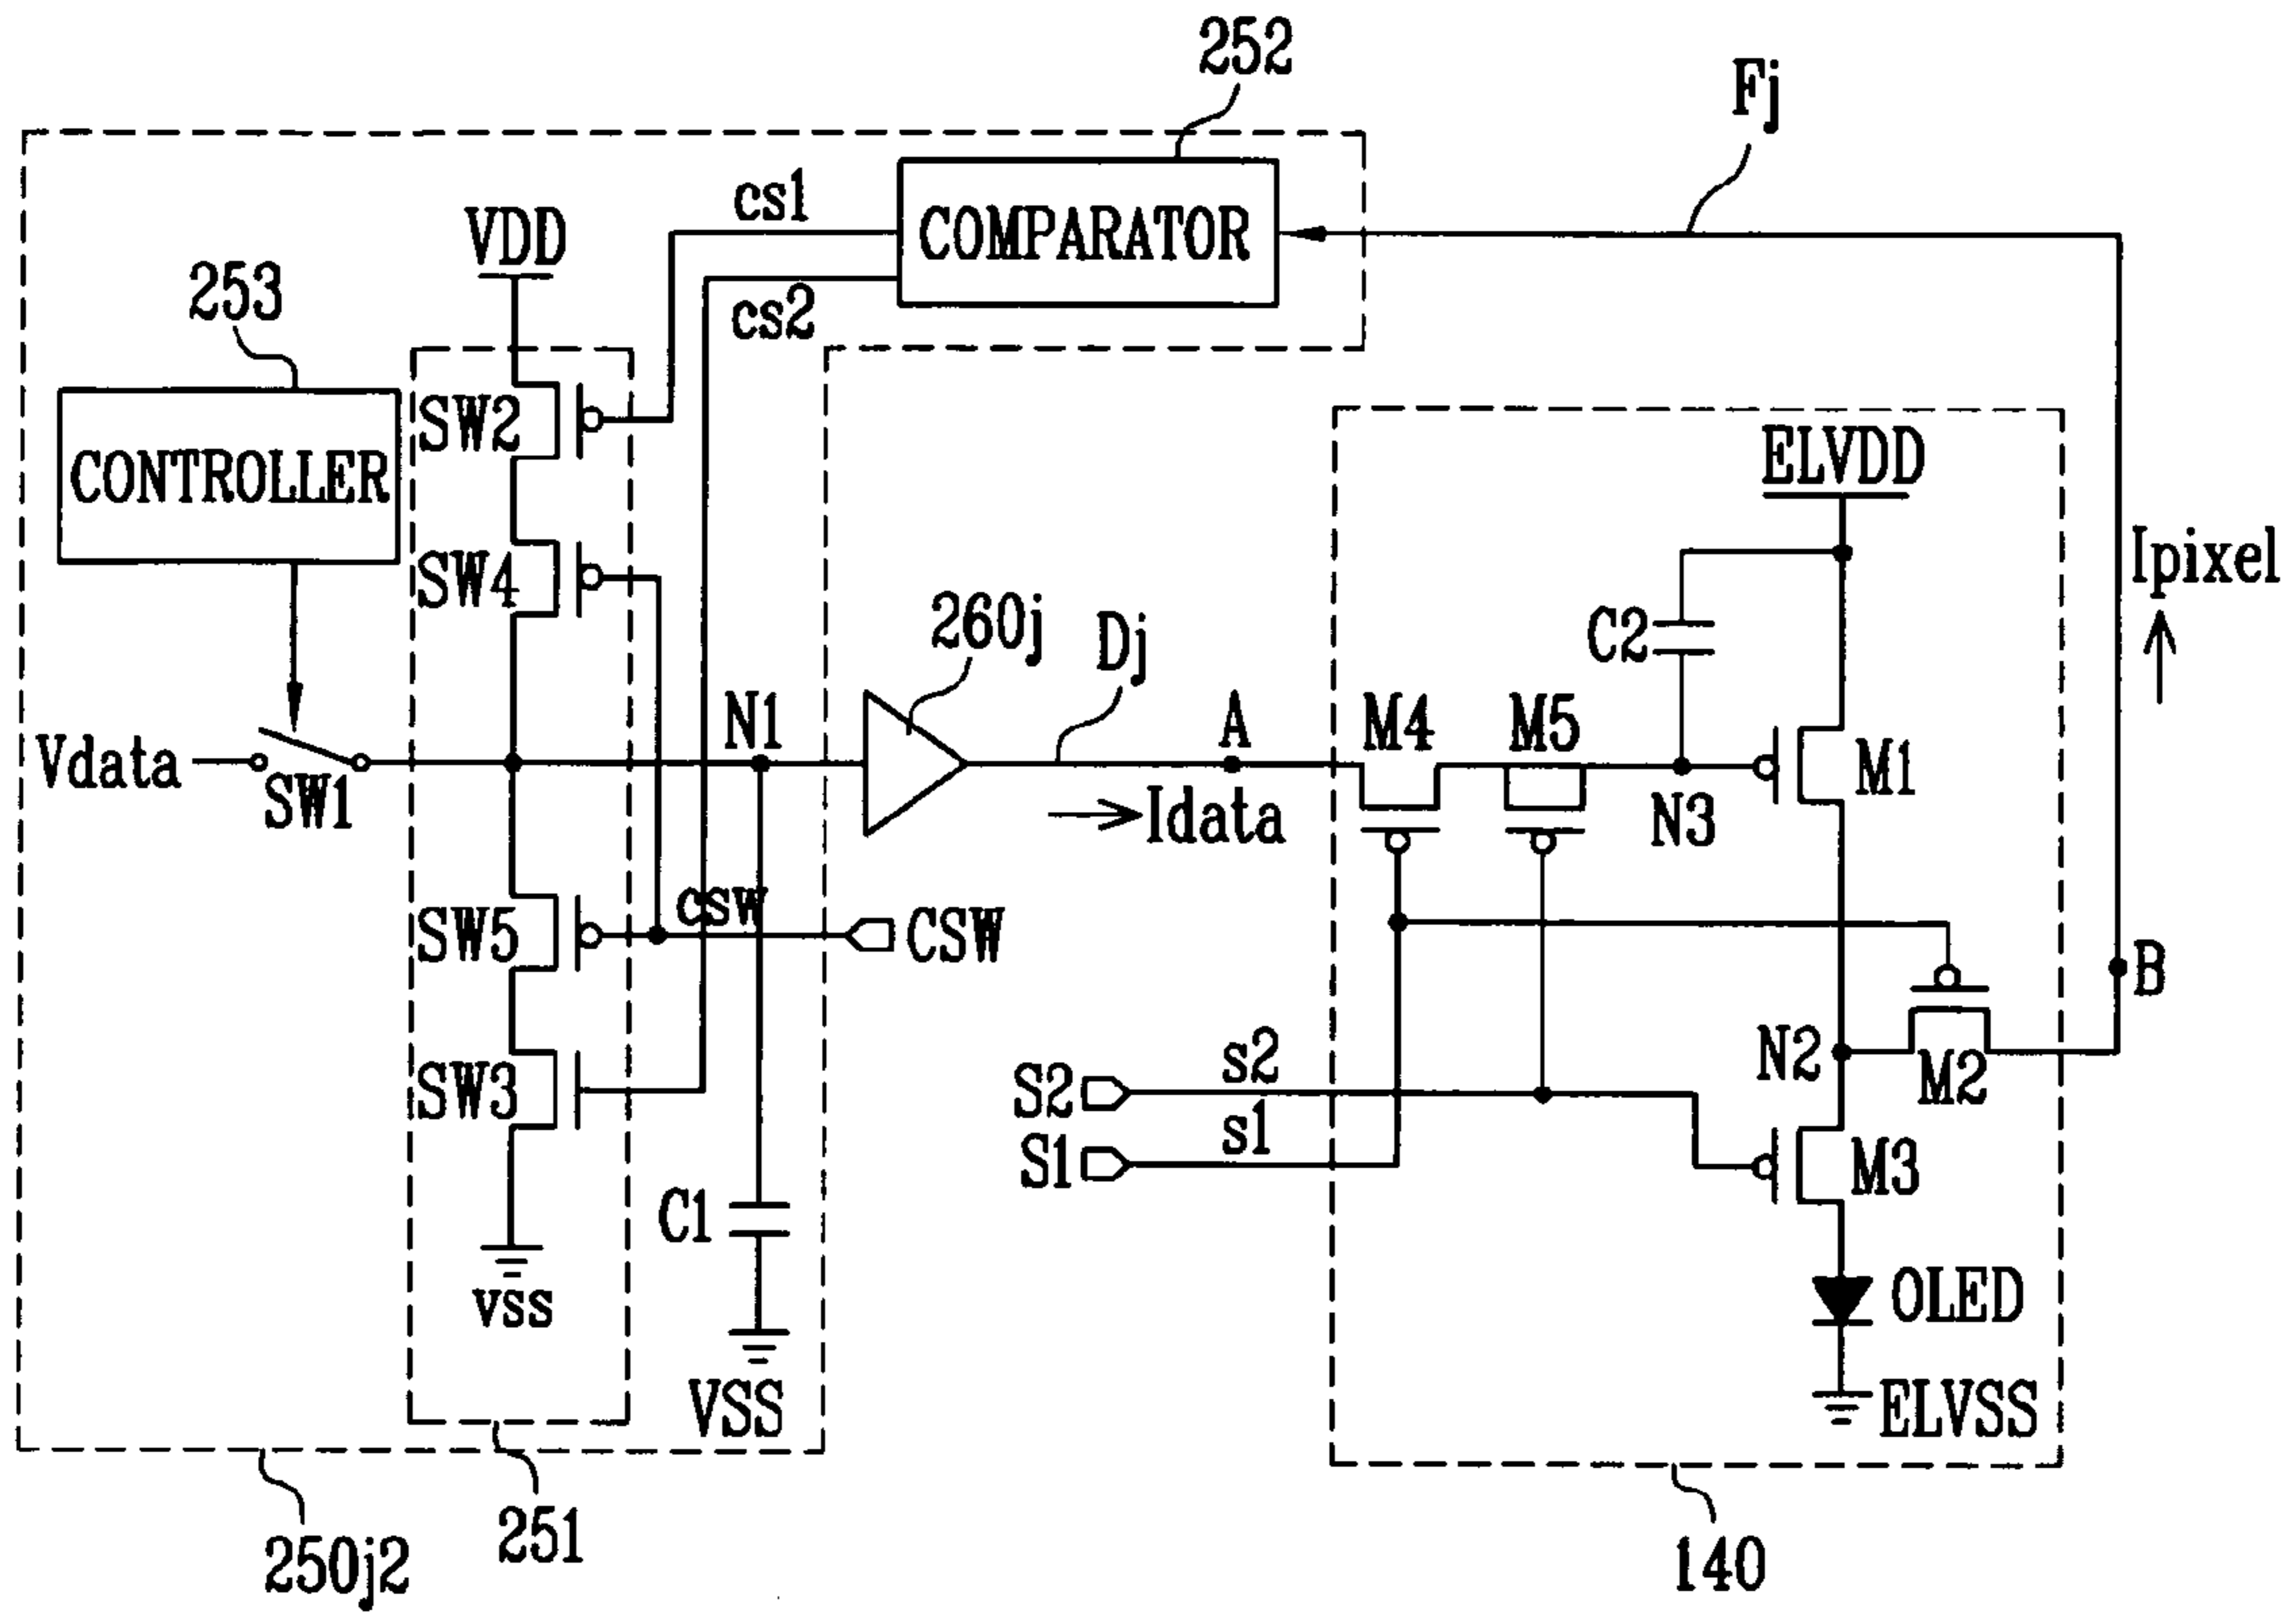 252
Fj
cs1
COMPARATOR
VDD
253
cs2
SW2
CONTROLLER
ELVDD
Ipixel
SW4
260j
Dj
C2
N1
A
M4
M5
Vdata
M1
SW1
Idata
N3
csw
SW5
CSW
B
N2
s2
SW3
S2
M2
s1
S1
M3
C1
vss
OLED
VSS
ELVSS
251
250j2
140